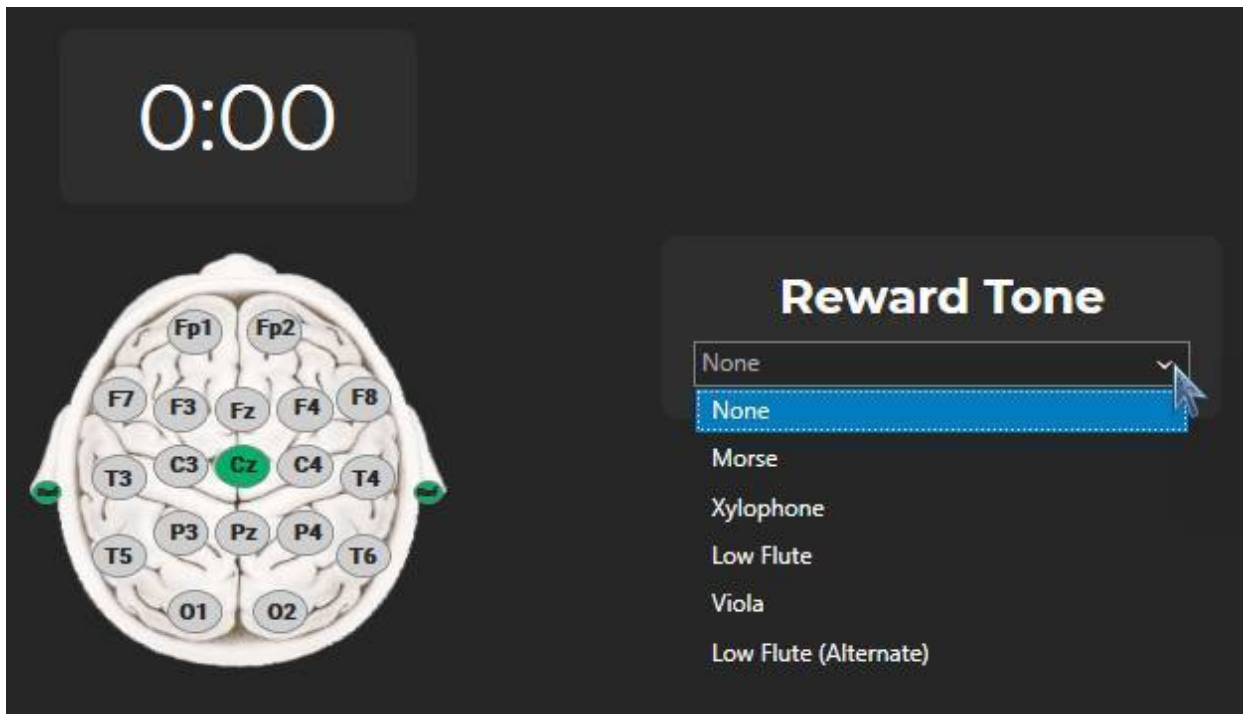 0:00
Fp1 Fp2
F7 F3 Fz F4 F8
T3 C3 Cz C4 T4
P3 Pz P4
T5 T6
O1 O2
Reward Tone
None
None
Morse
Xylophone
Low Flute
Viola
Low Flute (Alternate)